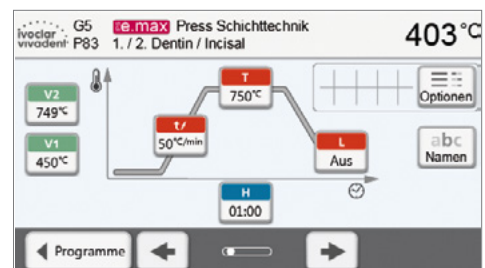 ivoclar vivadent G5 P83
IPS e.max Press Schichttechnik
1. / 2. Dentin / Incisal
403 °C
V2
749°C
V1
450°C
t↗
50°C/min
T
750°C
L
Aus
H
01:00
Optionen
abc
Namen
Programme